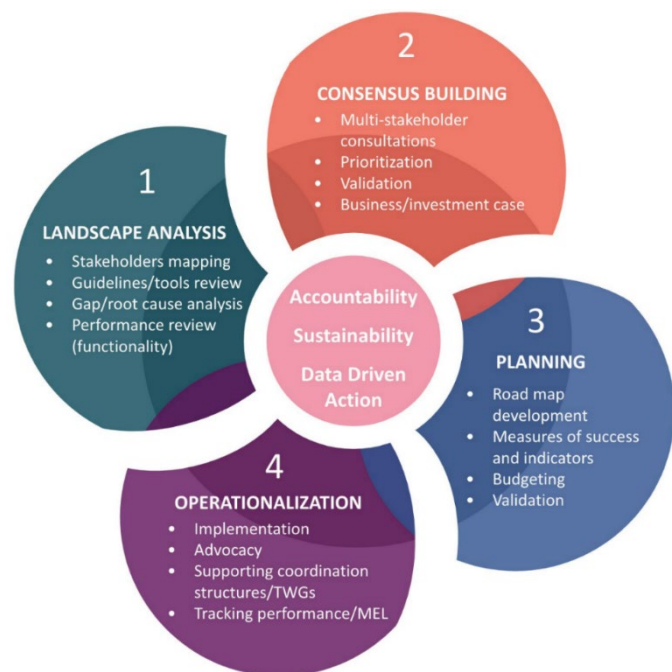 1
LANDSCAPE ANALYSIS
• Stakeholders mapping
• Guidelines/tools review
• Gap/root cause analysis
• Performance review
(functionality)
2
CONSENSUS BUILDING
• Multi-stakeholder
consultations
• Prioritization
• Validation
• Business/investment case
3
PLANNING
• Road map
development
• Measures of success
and indicators
• Budgeting
• Validation
4
OPERATIONALIZATION
• Implementation
• Advocacy
• Supporting coordination
structures/TWGs
• Tracking performance/MEL
Accountability
Sustainability
Data Driven
Action